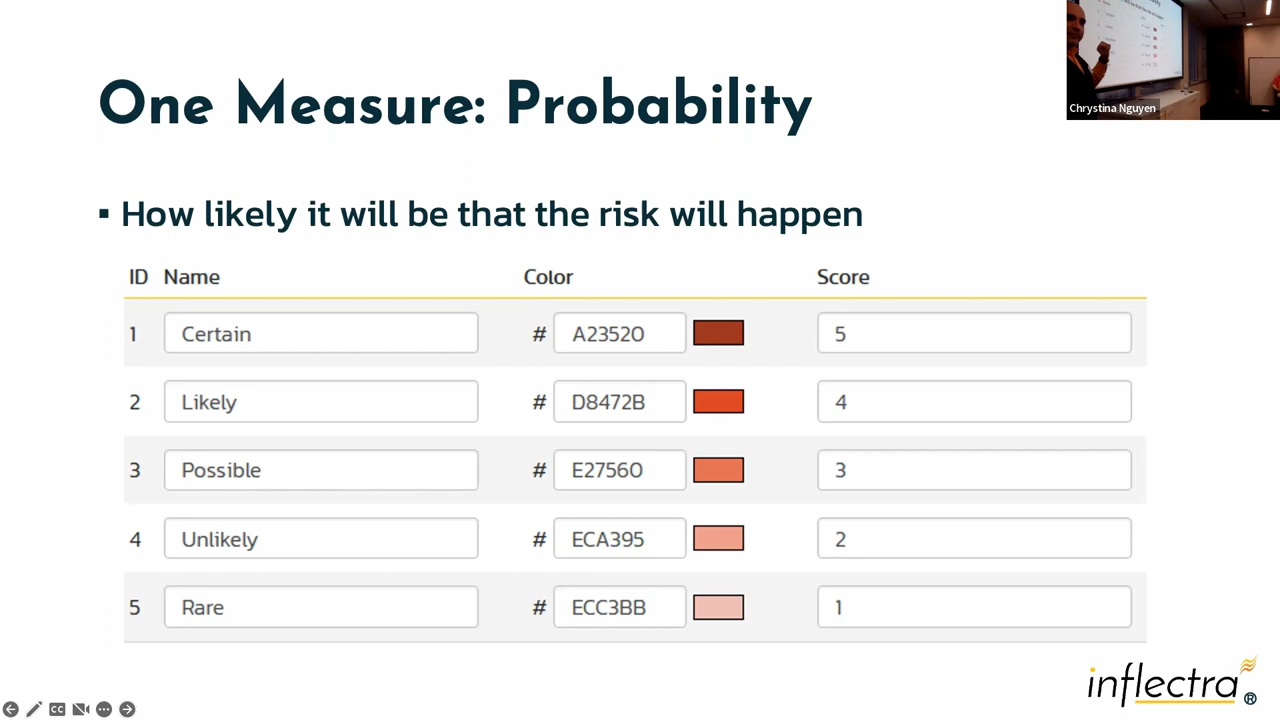 One Measure: Probability
Chrystina Nguyen
▪ How likely it will be that the risk will happen
ID Name Color Score
1 Certain # A23520 5
2 Likely # D8472B 4
3 Possible # E27560 3
4 Unlikely # ECA395 2
5 Rare # ECC3BB 1
inflectra®
CC